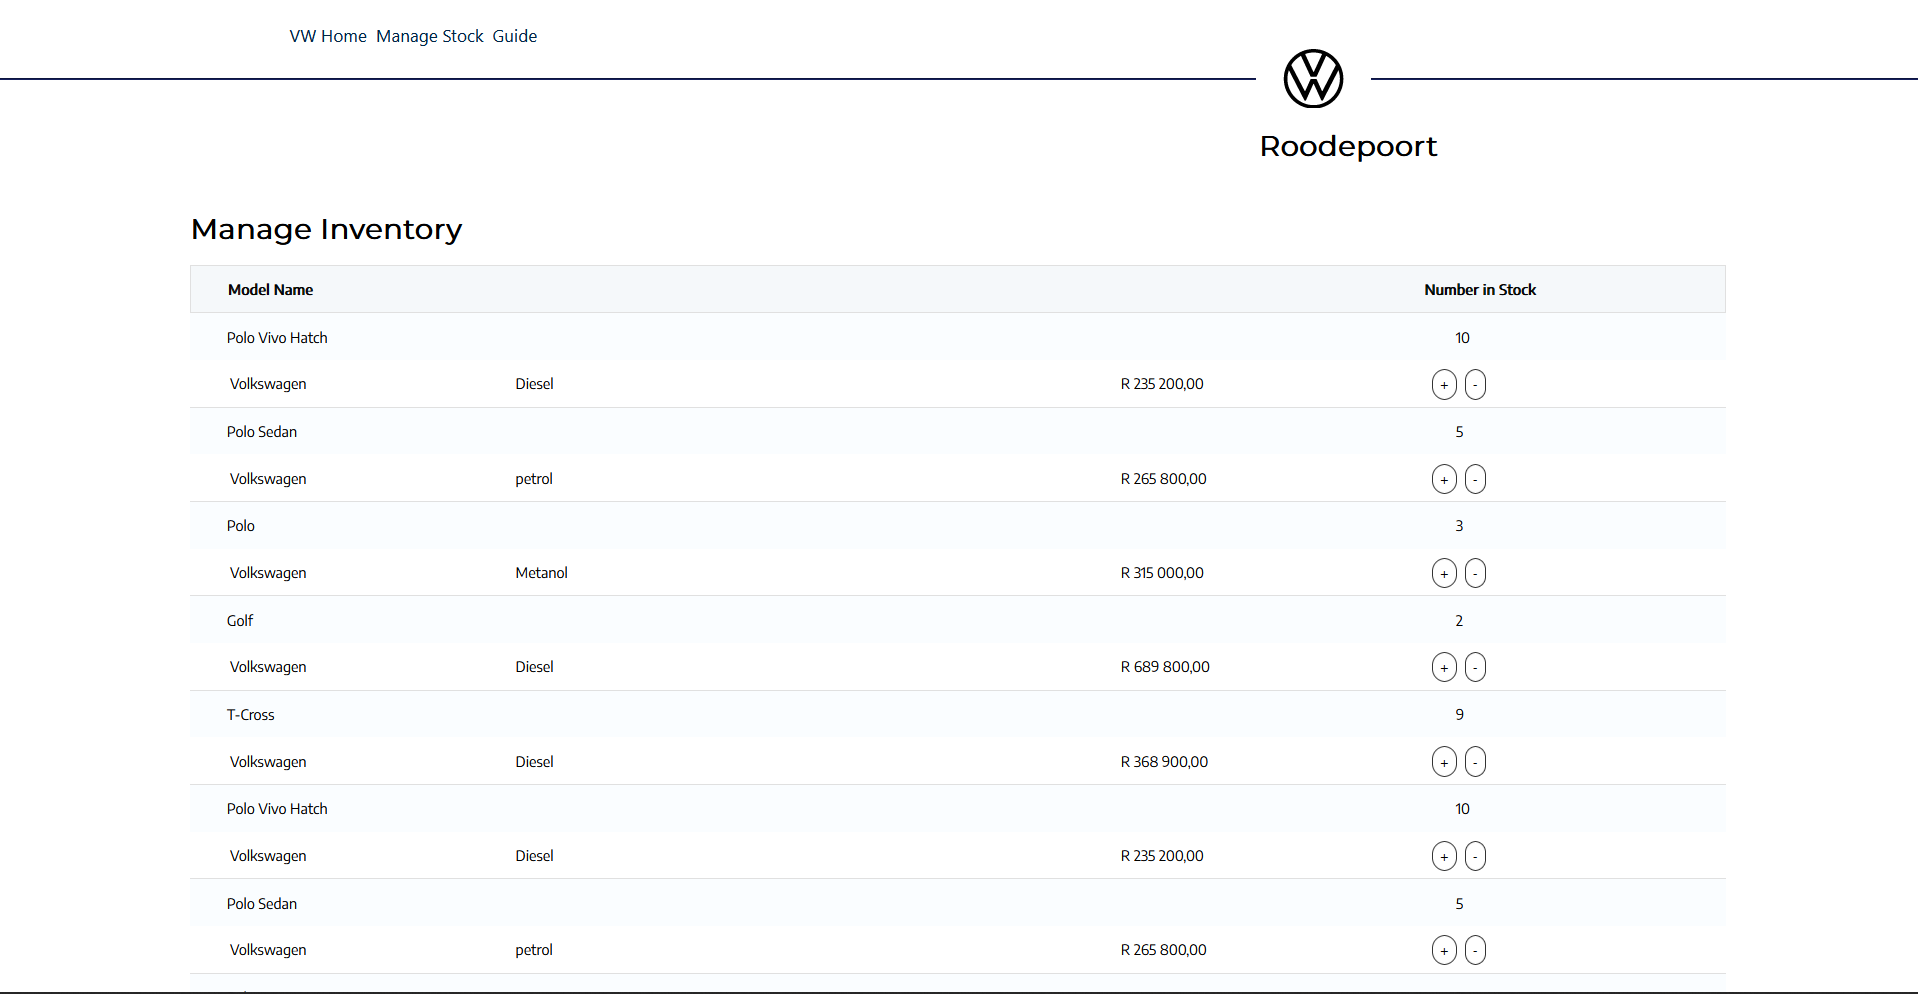 VW Home Manage Stock Guide
Roodepoort
Manage Inventory
Model Name Number in Stock
Polo Vivo Hatch 10
Volkswagen Diesel R 235 200,00 + -
Polo Sedan 5
Volkswagen petrol R 265 800,00 + -
Polo 3
Volkswagen Metanol R 315 000,00 + -
Golf 2
Volkswagen Diesel R 689 800,00 + -
T-Cross 9
Volkswagen Diesel R 368 900,00 + -
Polo Vivo Hatch 10
Volkswagen Diesel R 235 200,00 + -
Polo Sedan 5
Volkswagen petrol R 265 800,00 + -